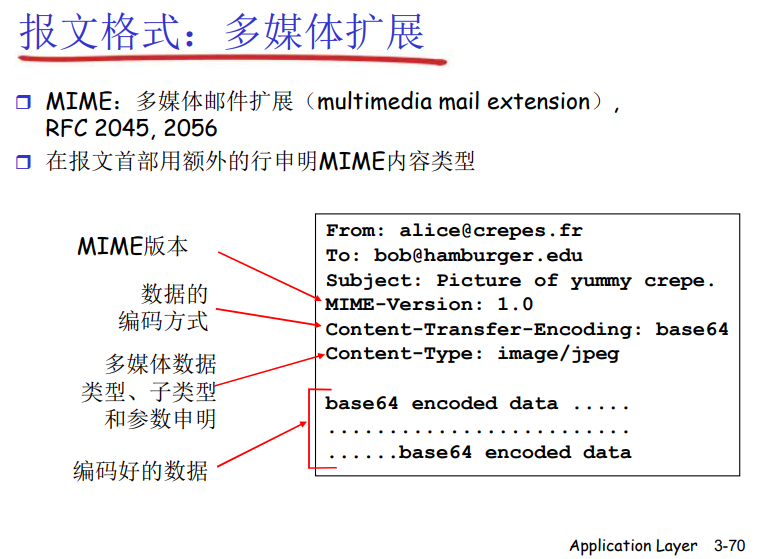 报文格式：多媒体扩展
MIME：多媒体邮件扩展（multimedia mail extension）,
RFC 2045, 2056
在报文首部用额外的行申明MIME内容类型
MIME版本
数据的
编码方式
多媒体数据
类型、子类型
和参数申明
编码好的数据
From: alice@crepes.fr
To: bob@hamburger.edu
Subject: Picture of yummy crepe.
MIME-Version: 1.0
Content-Transfer-Encoding: base64
Content-Type: image/jpeg
base64 encoded data .....
.........................
......base64 encoded data
Application Layer 3-70